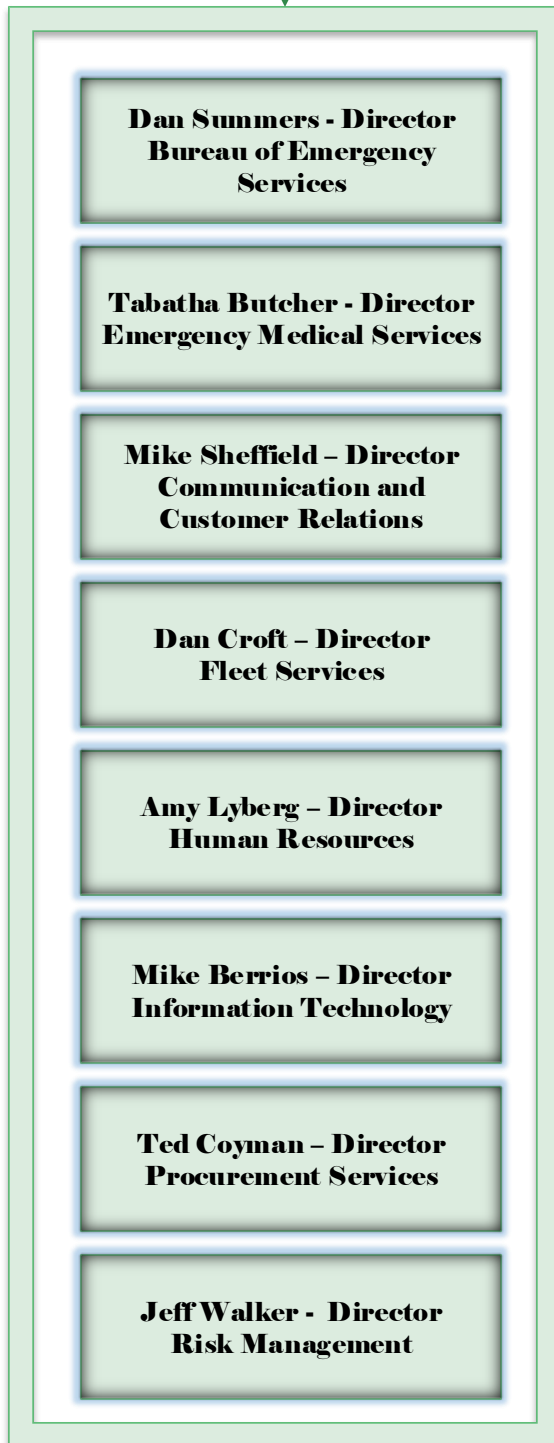 Dan Summers - Director
Bureau of Emergency
Services
Tabatha Butcher - Director
Emergency Medical Services
Mike Sheffield – Director
Communication and
Customer Relations
Dan Croft – Director
Fleet Services
Amy Lyberg – Director
Human Resources
Mike Berrios – Director
Information Technology
Ted Coyman – Director
Procurement Services
Jeff Walker - Director
Risk Management